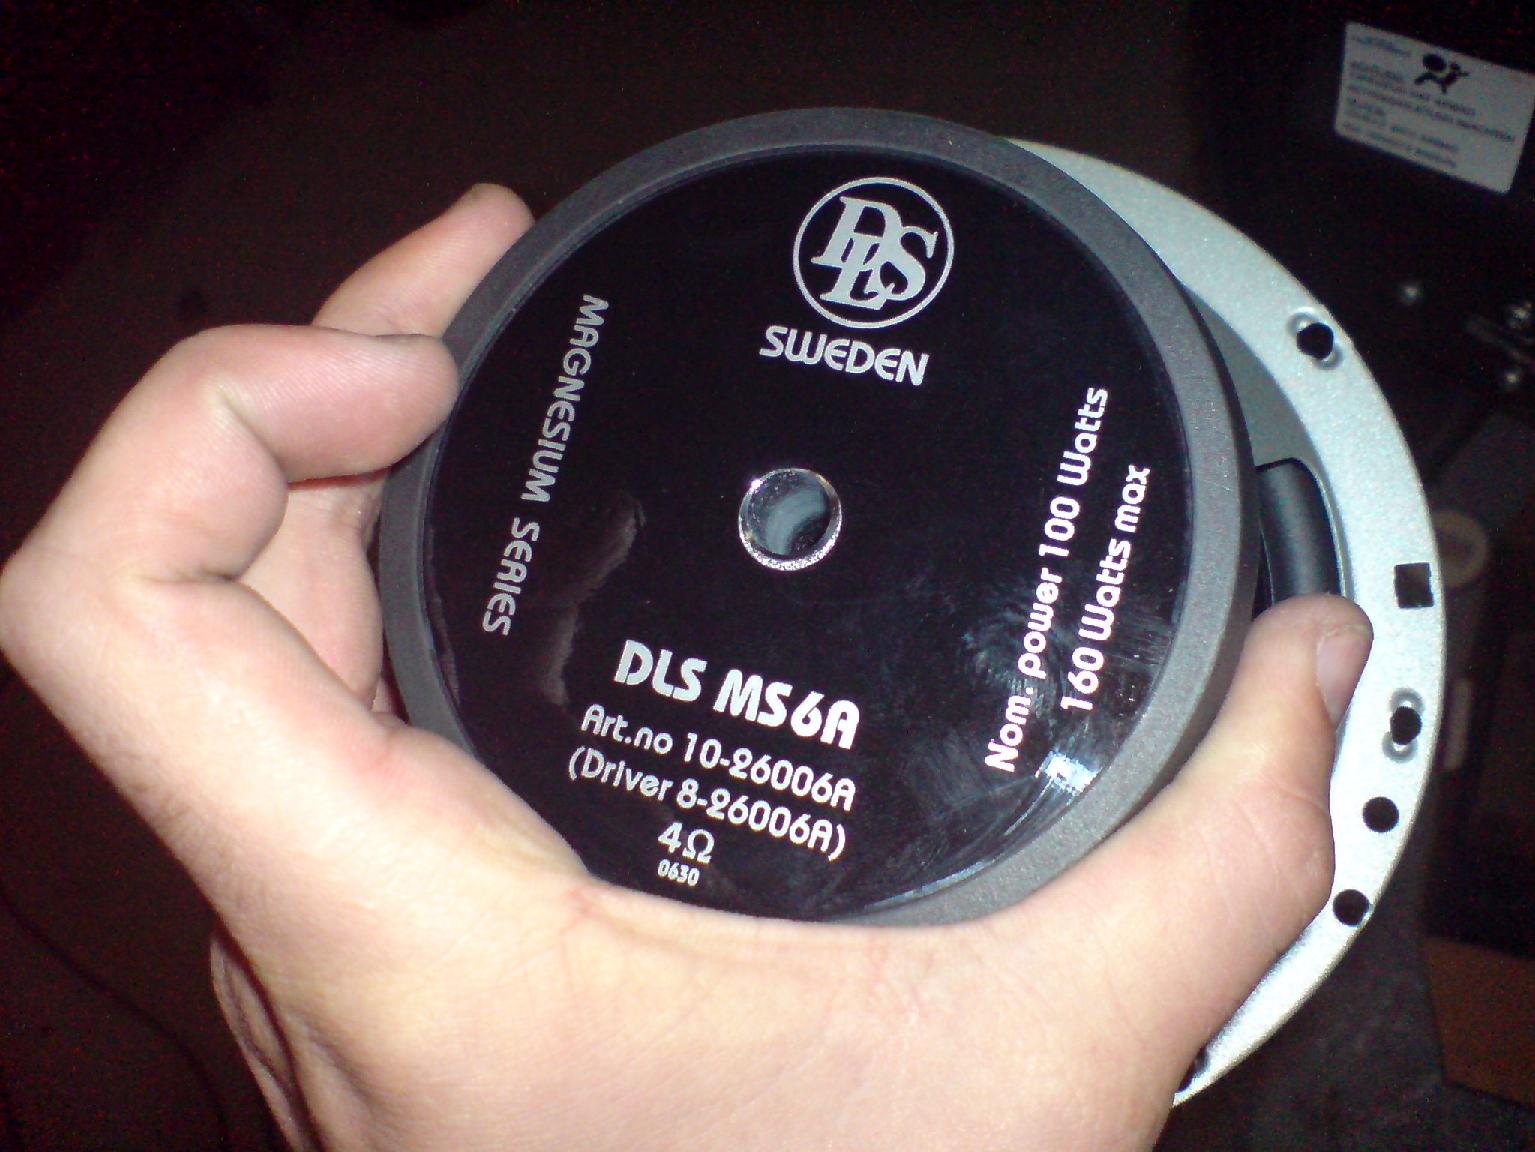 DLS
SWEDEN
MAGNESIUM SERIES
Nom. power 100 Watts
160 Watts max
DLS MS6A
Art.no 10-26006A
(Driver 8-26006A)
4Ω
0630